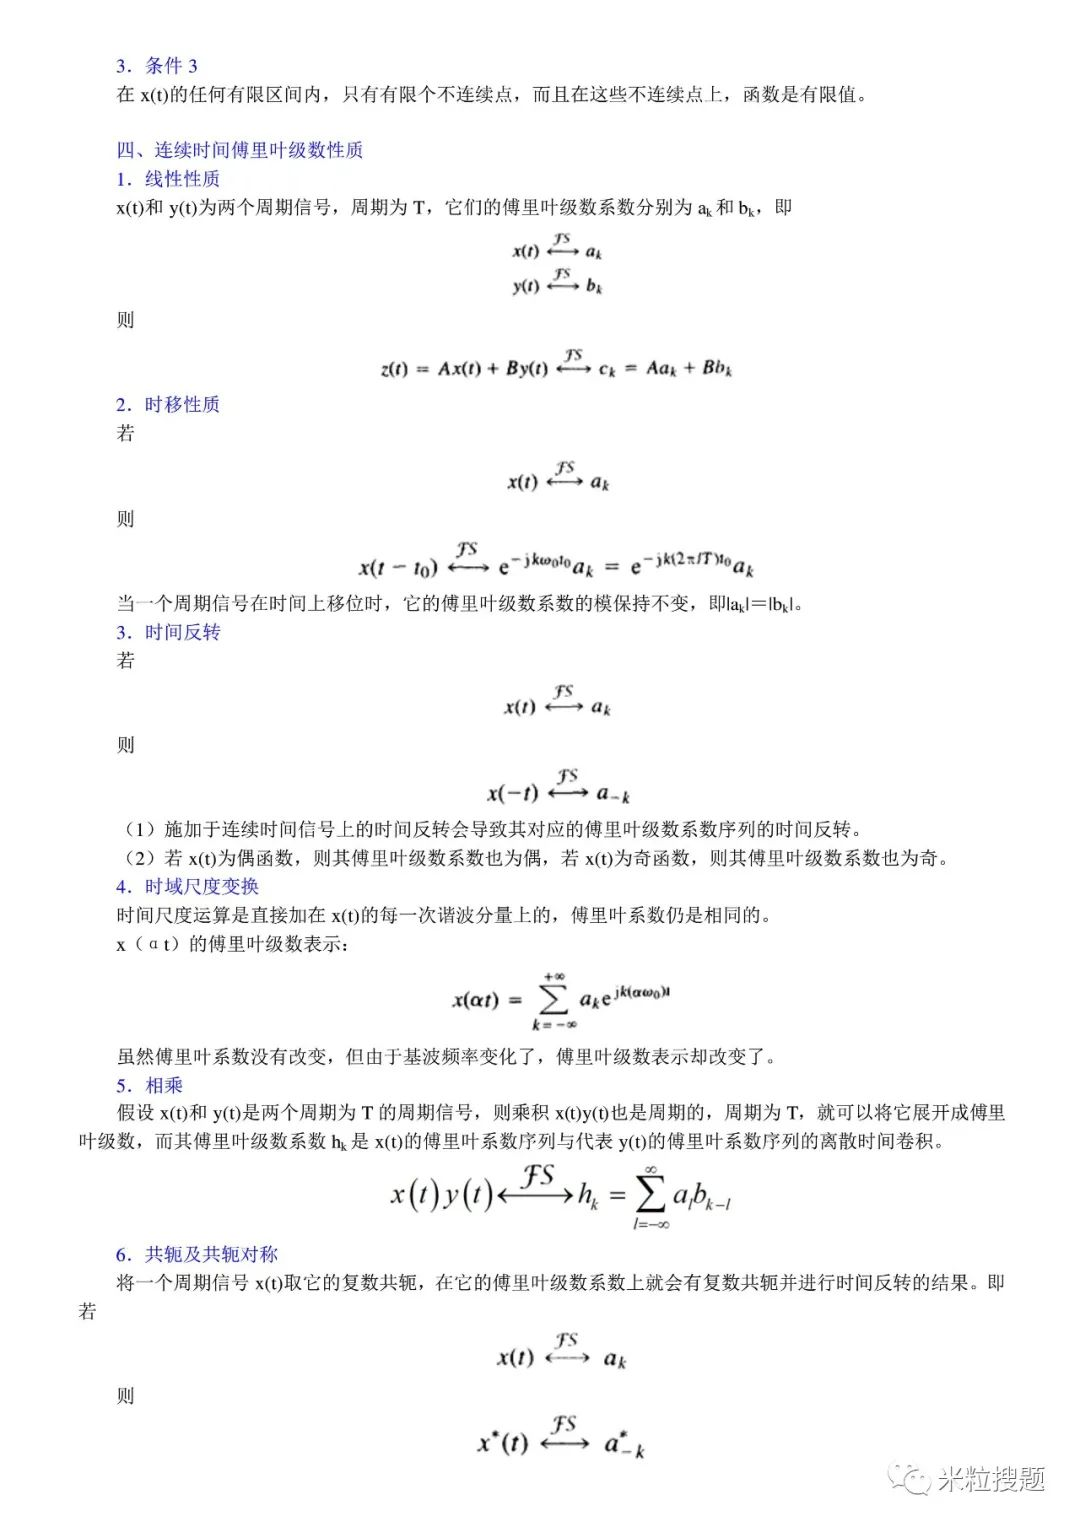 3．条件 3
在 x(t)的任何有限区间内，只有有限个不连续点，而且在这些不连续点上，函数是有限值。
四、连续时间傅里叶级数性质
1．线性性质
x(t)和 y(t)为两个周期信号，周期为 T，它们的傅里叶级数系数分别为 aₖ和 bₖ，即
x(t) ⟷^{ℱS} aₖ
y(t) ⟷^{ℱS} bₖ
则
z(t) = Ax(t) + By(t) ⟷^{ℱS} cₖ = Aaₖ + Bbₖ
2．时移性质
若
x(t) ⟷^{ℱS} aₖ
则
x(t − t₀) ⟷^{ℱS} e^{−jkω₀t₀}aₖ = e^{−jk(2π/T)t₀}aₖ
当一个周期信号在时间上移位时，它的傅里叶级数系数的模保持不变，即|aₖ|＝|bₖ|。
3．时间反转
若
x(t) ⟷^{ℱS} aₖ
则
x(−t) ⟷^{ℱS} a₋ₖ
（1）施加于连续时间信号上的时间反转会导致其对应的傅里叶级数系数序列的时间反转。
（2）若 x(t)为偶函数，则其傅里叶级数系数也为偶，若 x(t)为奇函数，则其傅里叶级数系数也为奇。
4．时域尺度变换
时间尺度运算是直接加在 x(t)的每一次谐波分量上的，傅里叶系数仍是相同的。
x（αt）的傅里叶级数表示：
x(αt) = ∑_{k=−∞}^{+∞} aₖe^{jk(αω₀)t}
虽然傅里叶系数没有改变，但由于基波频率变化了，傅里叶级数表示却改变了。
5．相乘
假设 x(t)和 y(t)是两个周期为 T 的周期信号，则乘积 x(t)y(t)也是周期的，周期为 T，就可以将它展开成傅里
叶级数，而其傅里叶级数系数 hₖ是 x(t)的傅里叶系数序列与代表 y(t)的傅里叶系数序列的离散时间卷积。
x(t)y(t) ⟷^{ℱS} hₖ = ∑_{l=−∞}^{∞} a_l b_{k−l}
6．共轭及共轭对称
将一个周期信号 x(t)取它的复数共轭，在它的傅里叶级数系数上就会有复数共轭并进行时间反转的结果。即
若
x(t) ⟷^{ℱS} aₖ
则
x*(t) ⟷^{ℱS} a*₋ₖ
米粒搜题